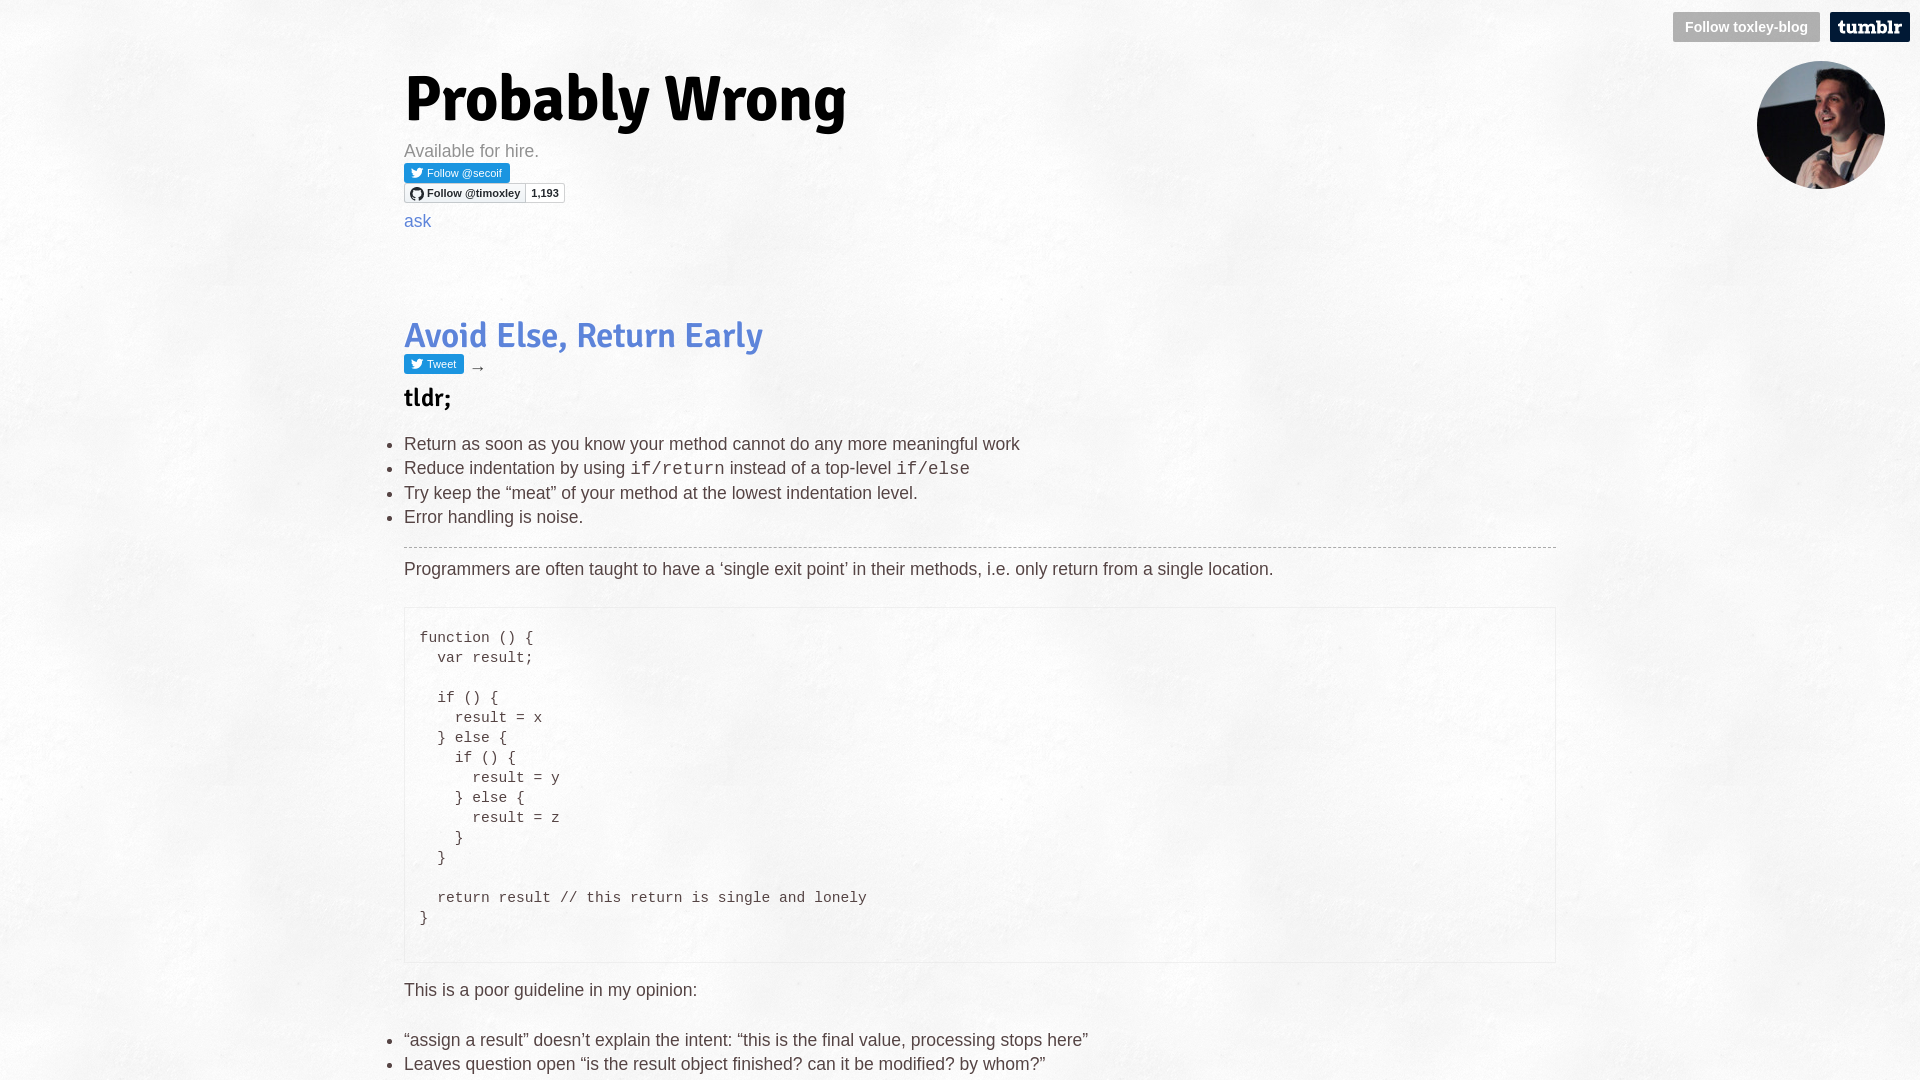 Follow toxley-blog
tumblr
Probably Wrong
Available for hire.
Follow @secoif
Follow @timoxley 1,193
ask
Avoid Else, Return Early
Tweet →
tldr;
• Return as soon as you know your method cannot do any more meaningful work
• Reduce indentation by using if/return instead of a top-level if/else
• Try keep the “meat” of your method at the lowest indentation level.
• Error handling is noise.
Programmers are often taught to have a ‘single exit point’ in their methods, i.e. only return from a single location.
function () {
  var result;
  if () {
    result = x
  } else {
    if () {
      result = y
    } else {
      result = z
    }
  }
  return result // this return is single and lonely
}
This is a poor guideline in my opinion:
• “assign a result” doesn’t explain the intent: “this is the final value, processing stops here”
• Leaves question open “is the result object finished? can it be modified? by whom?”